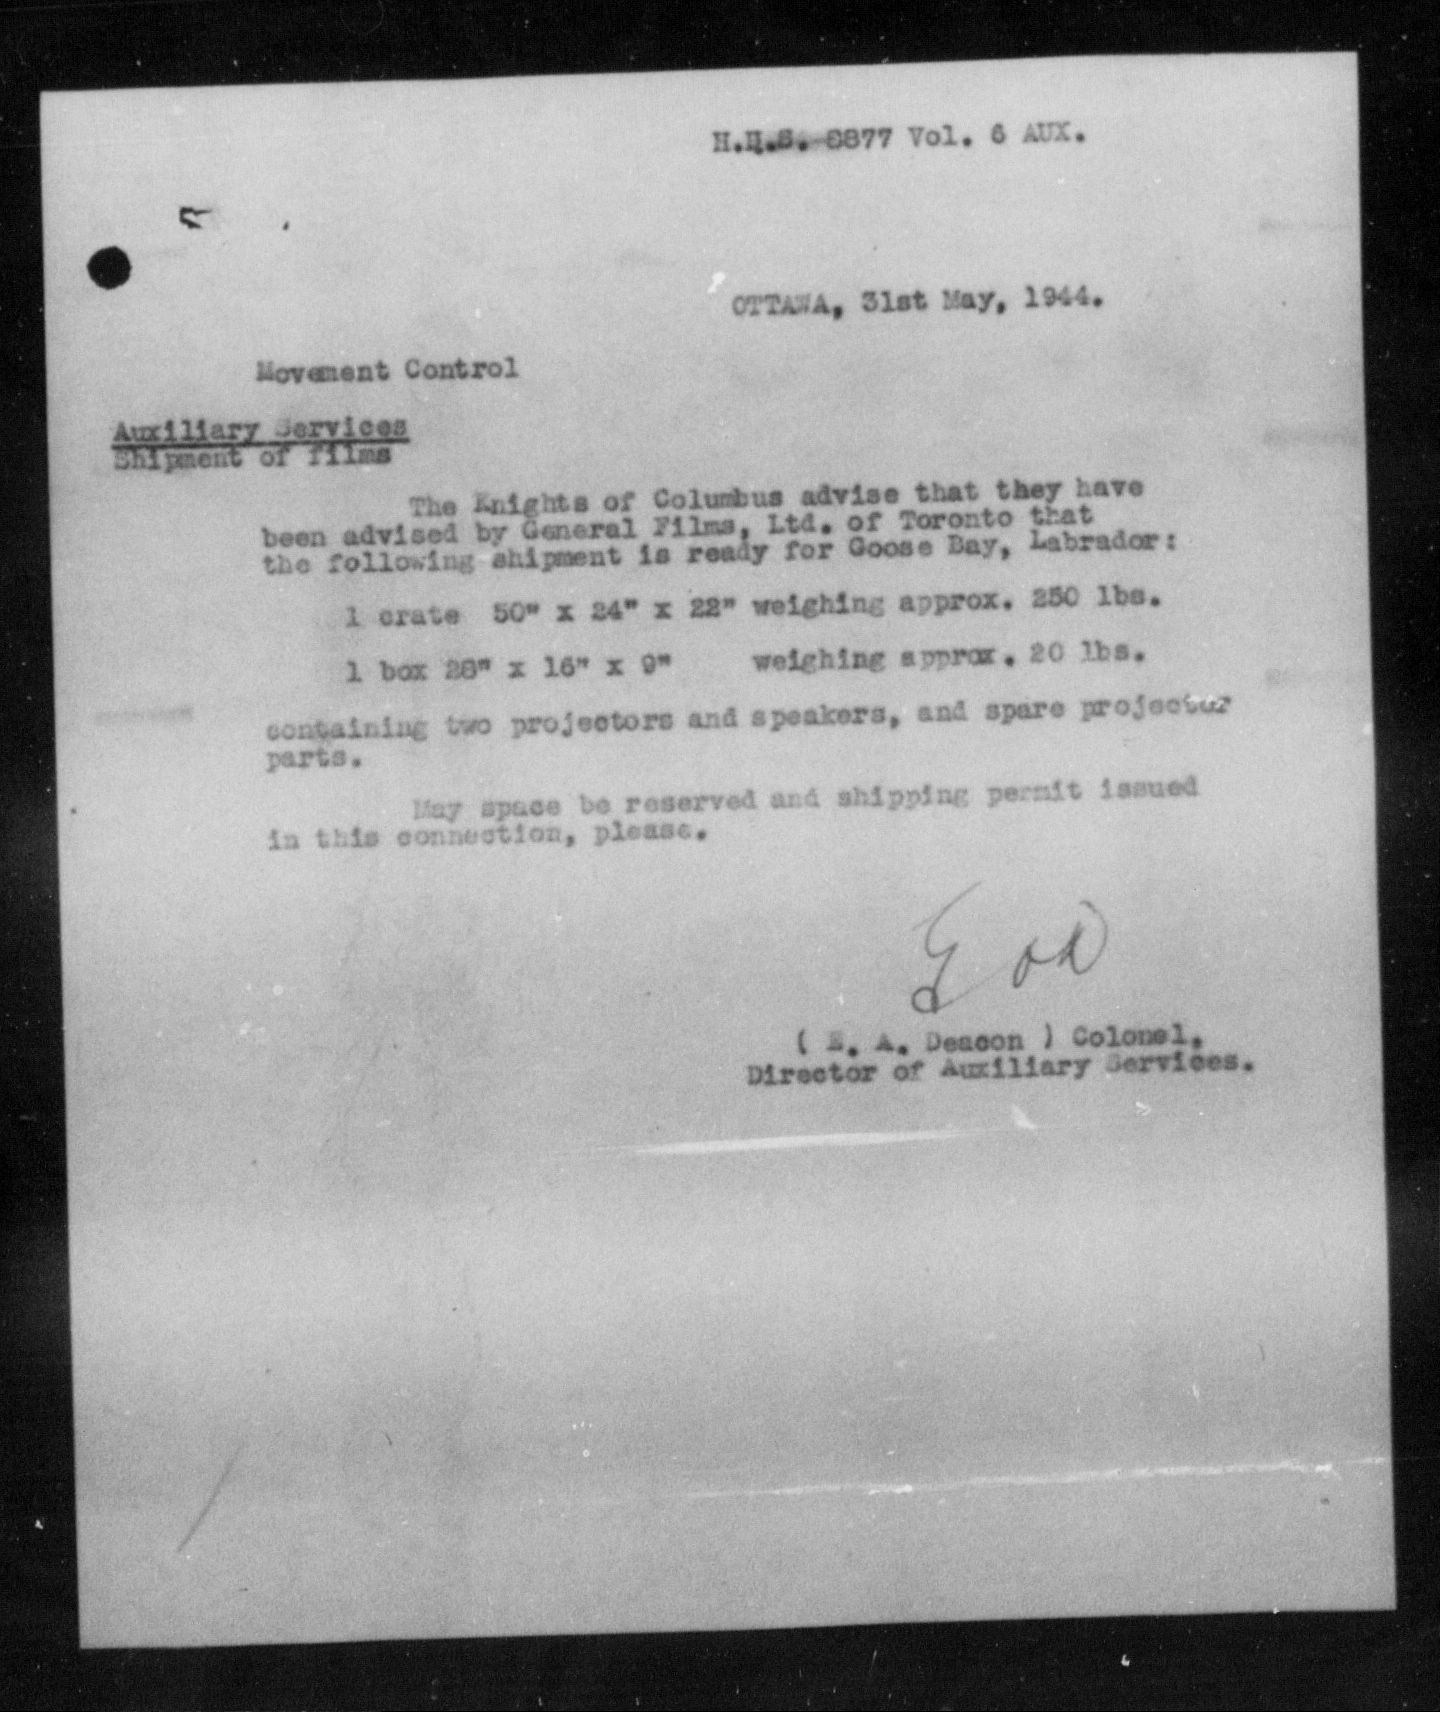 H.Q.S. 8877 Vol. 6 AUX.
OTTAWA, 31st May, 1944.
Movement Control
Auxiliary Services
Shipment of films
The Knights of Columbus advise that they have
been advised by General Films, Ltd. of Toronto that
the following shipment is ready for Goose Bay, Labrador:
1 crate 50" x 24" x 22" weighing approx. 250 lbs.
1 box 28" x 16" x 9" weighing approx. 20 lbs.
containing two projectors and speakers, and spare projector
parts.
May space be reserved and shipping permit issued
in this connection, please.
( E. A. Deacon ) Colonel,
Director of Auxiliary Services.